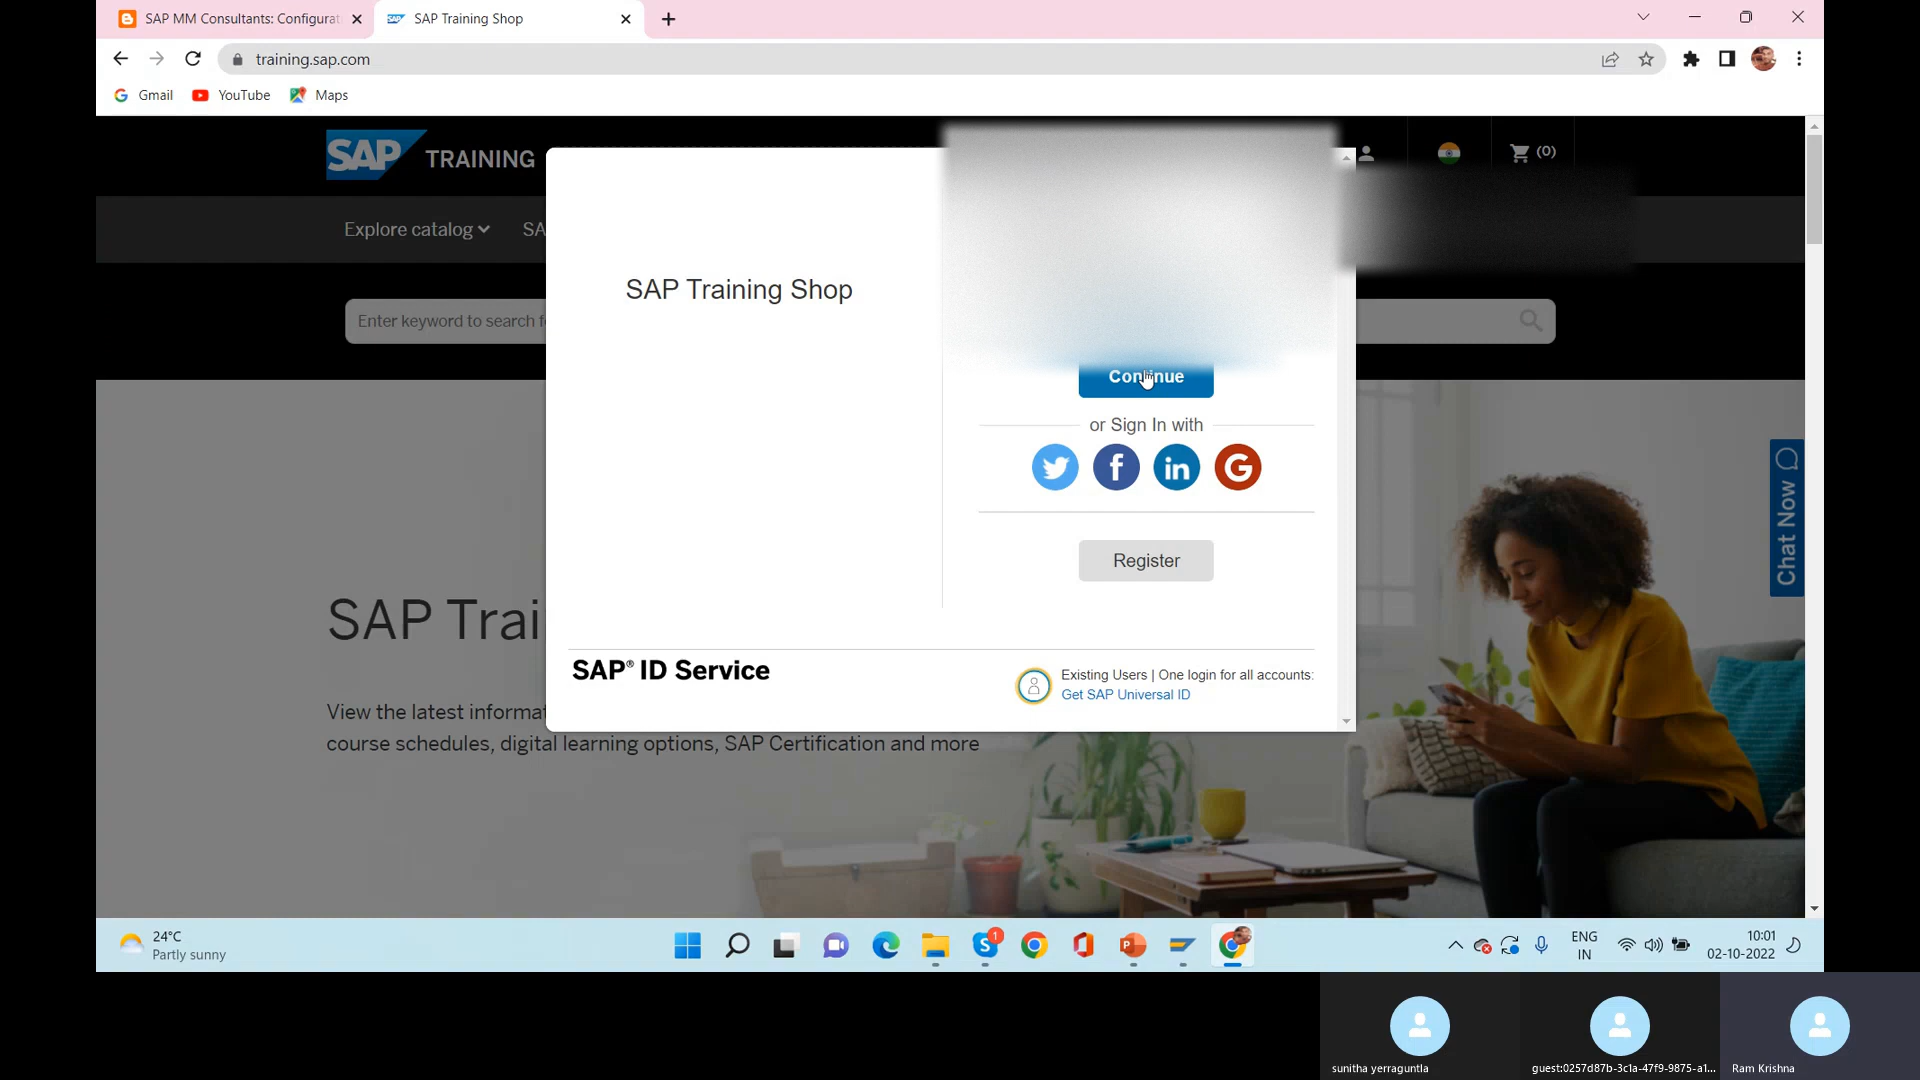 SAP MM Consultants: Configurat
SAP Training Shop
training.sap.com
Gmail
YouTube
Maps
SAP TRAINING
(0)
Explore catalog
SA
Enter keyword to search f
SAP Training Shop
Continue
or Sign In with
Register
SAP® ID Service
Existing Users | One login for all accounts:
Get SAP Universal ID
Chat Now
SAP Trai
View the latest informat
course schedules, digital learning options, SAP Certification and more
24°C
Partly sunny
1
ENG
IN
10:01
02-10-2022
sunitha yerraguntla
guest:0257d87b-3c1a-47f9-9875-a1...
Ram Krishna